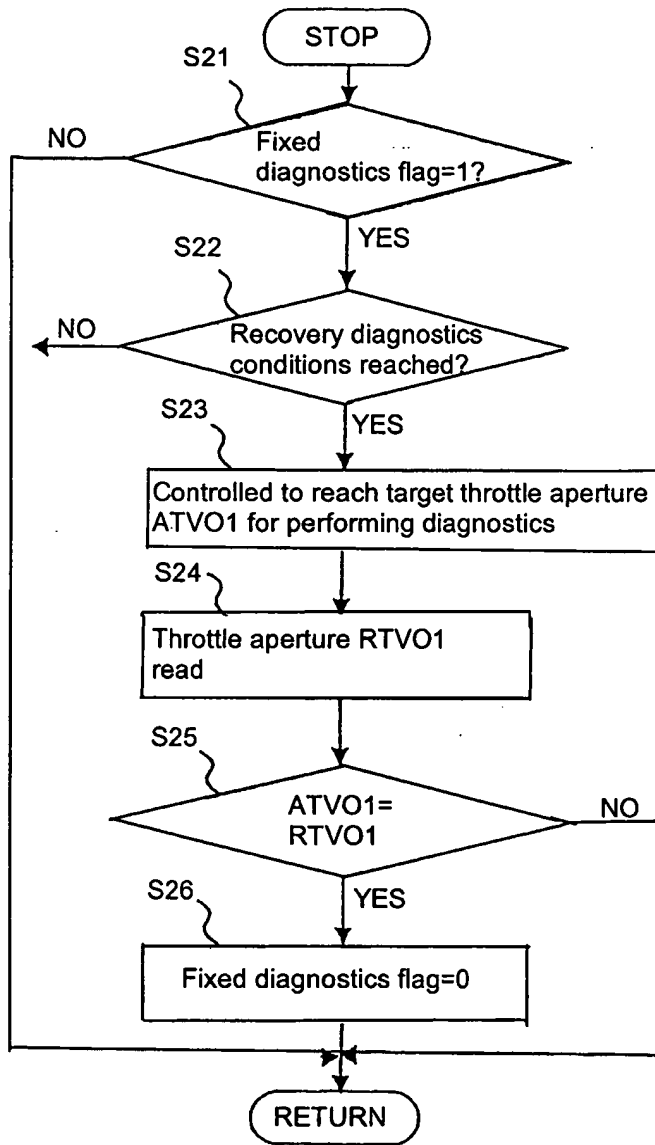 STOP
S21
NO
Fixed
diagnostics flag=1?
YES
S22
NO
Recovery diagnostics
conditions reached?
YES
S23
Controlled to reach target throttle aperture
ATVO1 for performing diagnostics
S24
Throttle aperture RTVO1
read
S25
ATVO1=
RTVO1
NO
YES
S26
Fixed diagnostics flag=0
RETURN